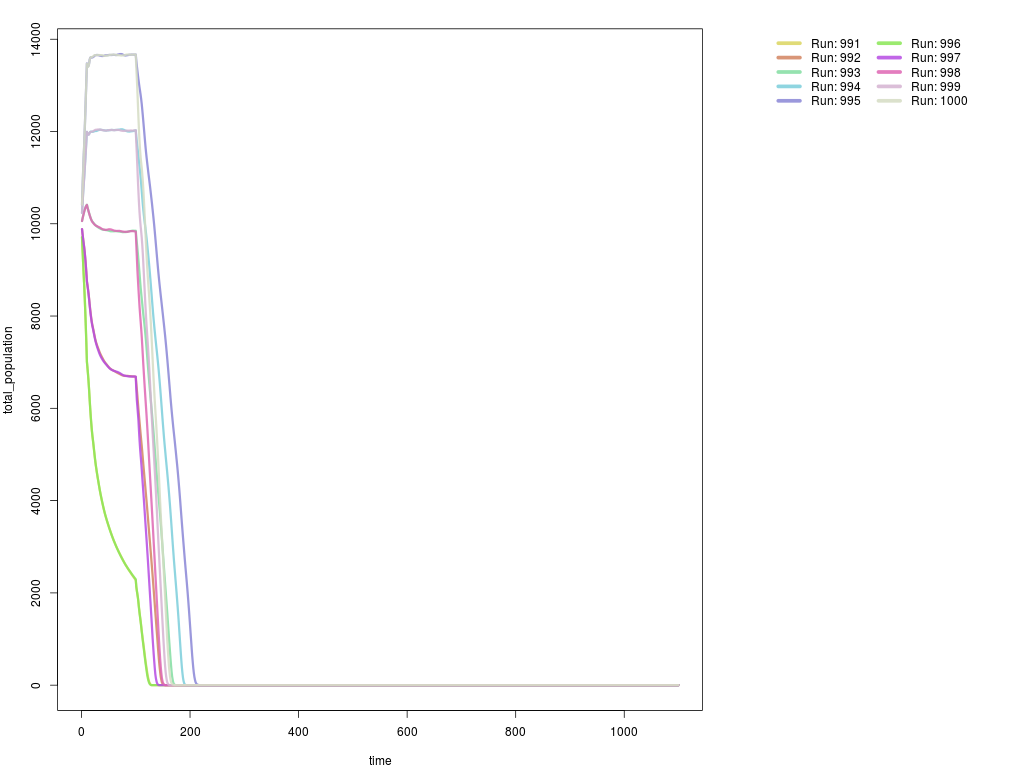 total_population
14000
12000
10000
8000
6000
4000
2000
0
0 200 400 600 800 1000
time
Run: 991 Run: 996
Run: 992 Run: 997
Run: 993 Run: 998
Run: 994 Run: 999
Run: 995 Run: 1000